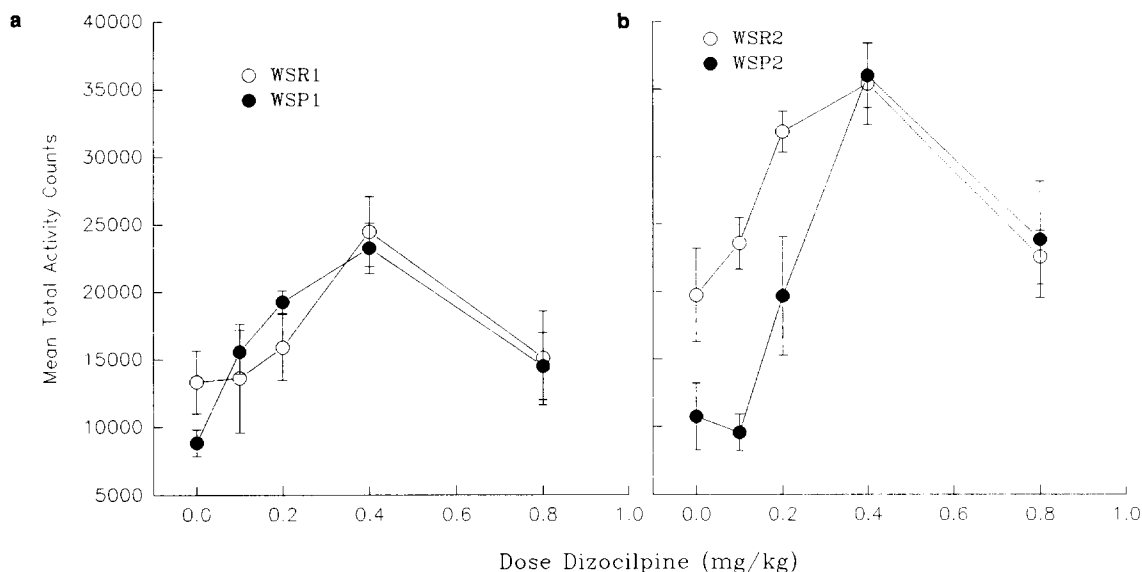 a
b
Mean Total Activity Counts
40000
35000
30000
25000
20000
15000
10000
5000
WSR1
WSP1
WSR2
WSP2
0.0 0.2 0.4 0.6 0.8 1.0
0.0 0.2 0.4 0.6 0.8 1.0
Dose Dizocilpine (mg/kg)